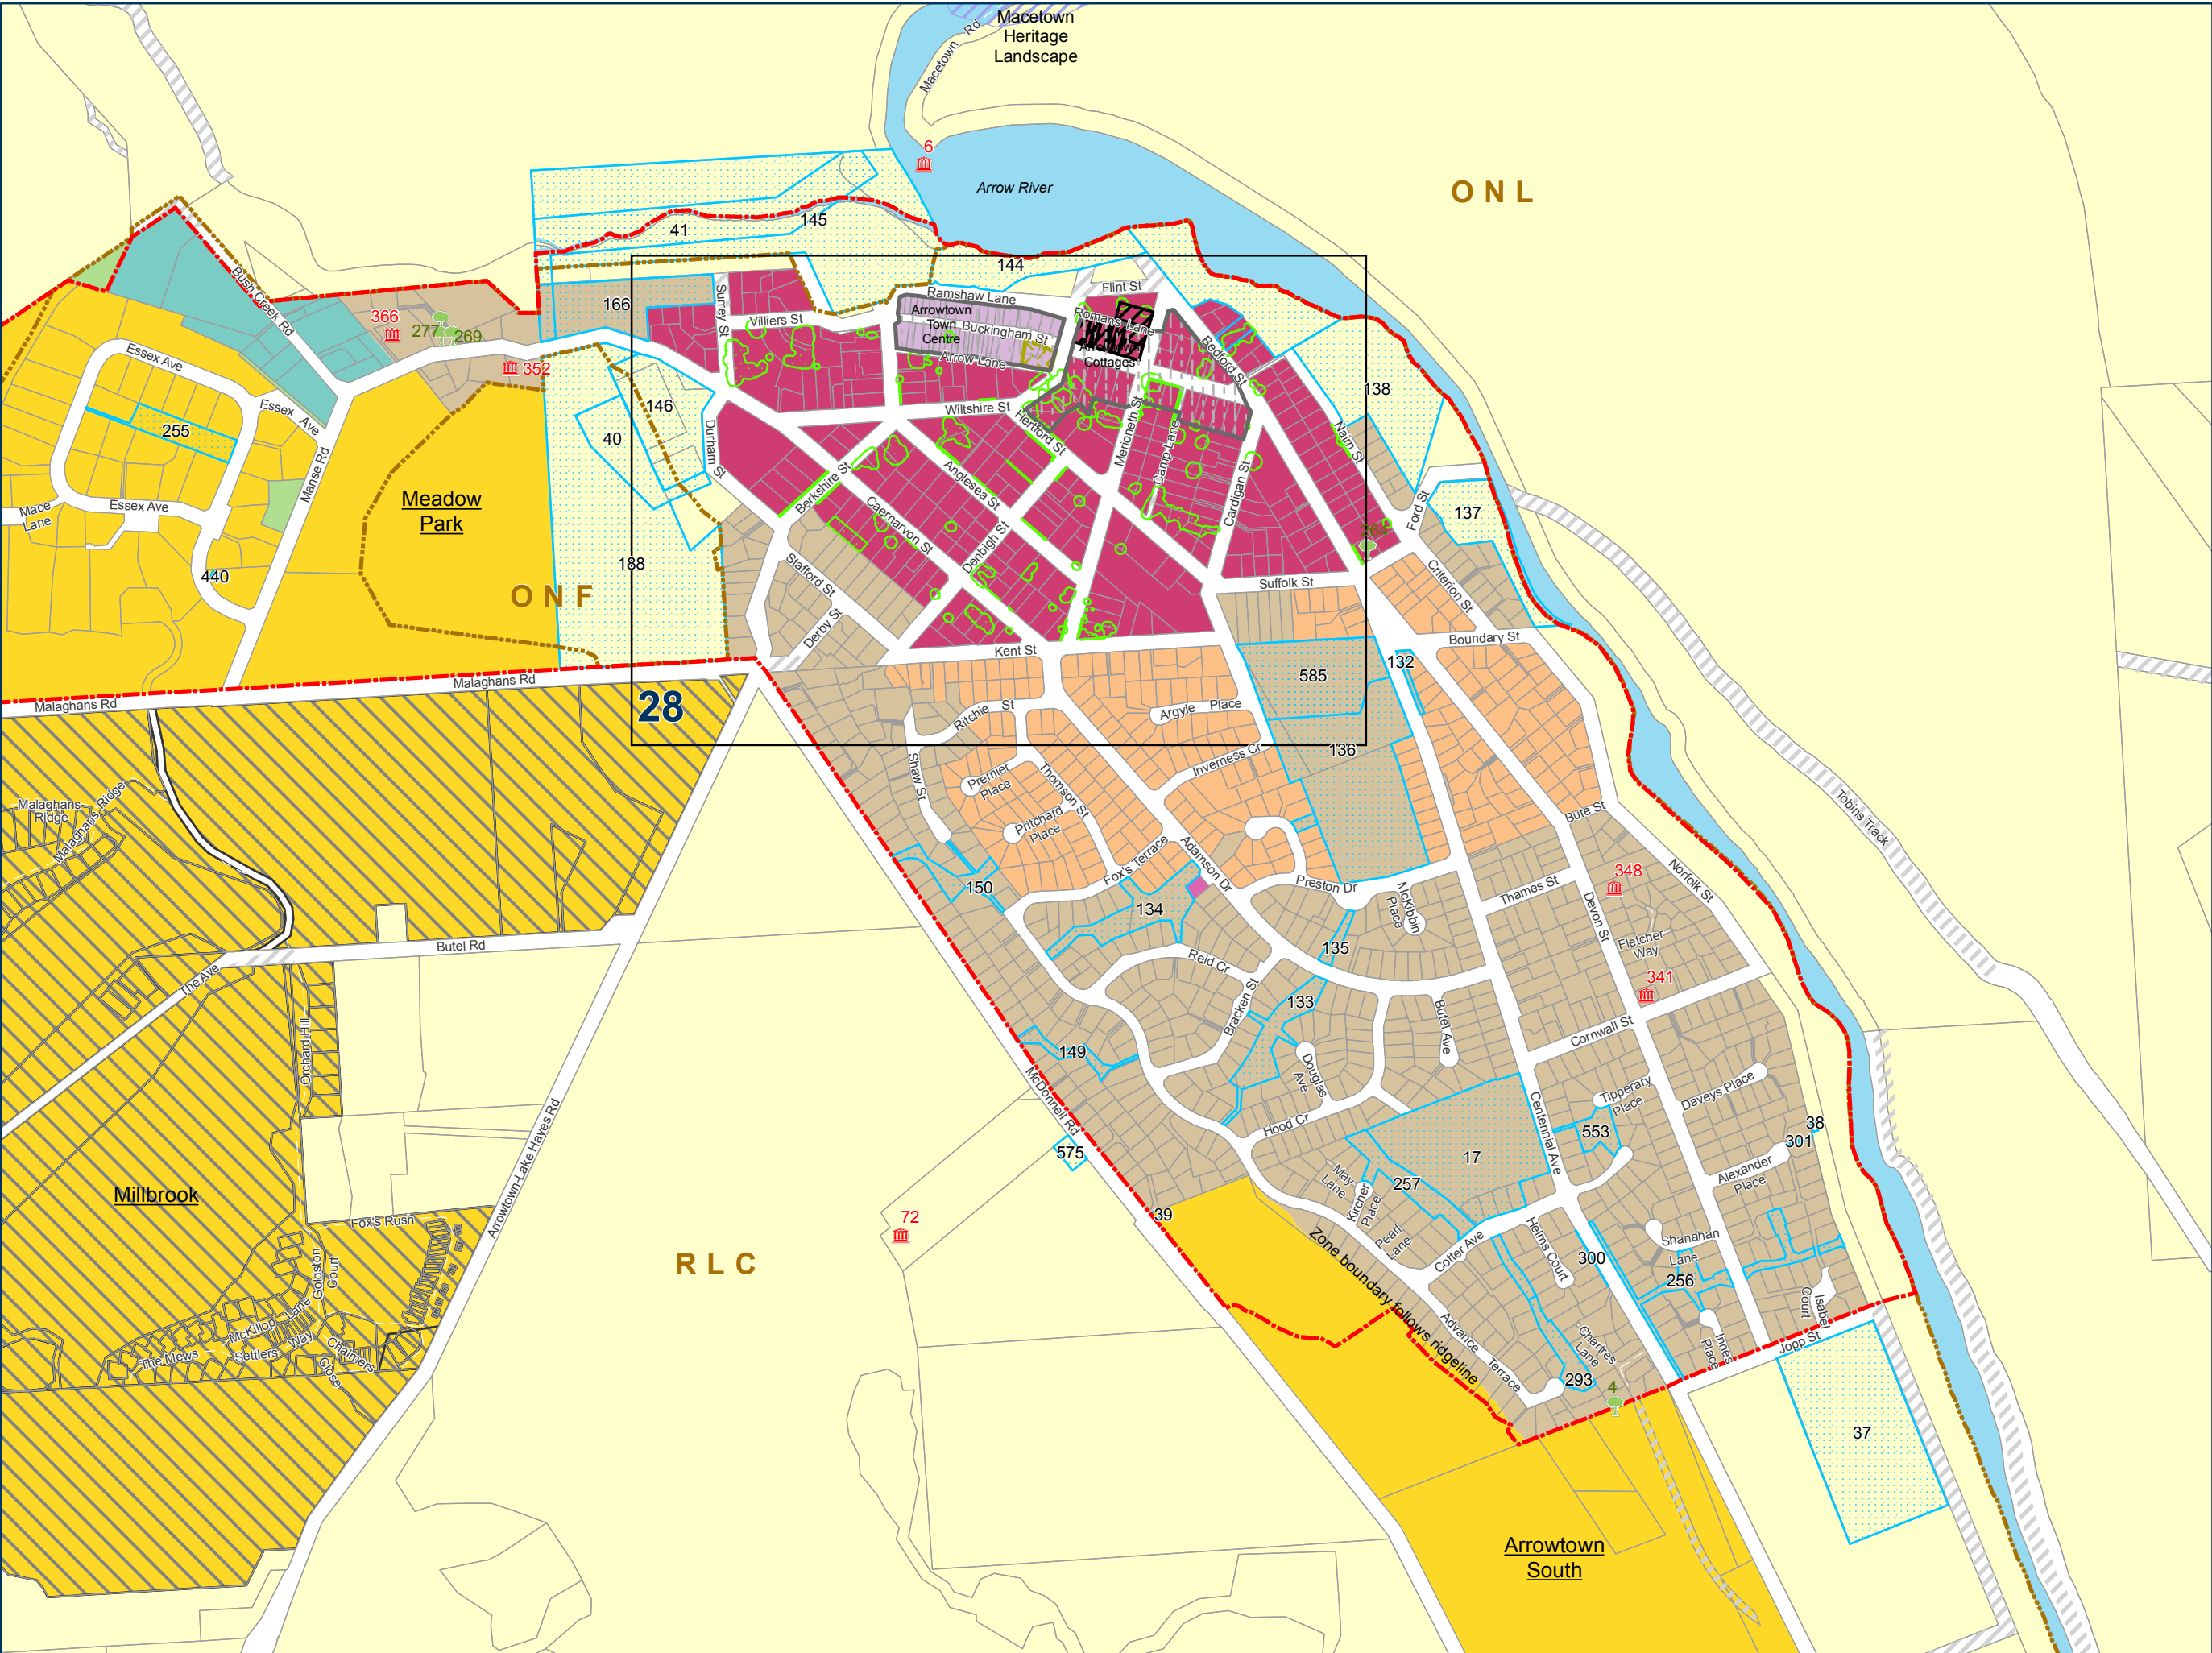 Macetown
Heritage
Landscape
Macetown Rd
6
Arrow River
ONL
41
145
144
Bush Creek Rd
366
277
269
352
166
Surrey St
Villiers St
Ramshaw Lane
Flint St
Arrowtown
Town
Centre
Buckingham St
Arrow Lane
Romans Lane
Cottages
Bedford St
138
Essex Ave
Essex Ave
255
Essex Ave
Mace
Lane
Manse Rd
440
Meadow
Park
40
146
188
ONF
Durham St
Wiltshire St
Hertford St
Merioneth St
Camp Lane
Cardigan St
Nairn St
Berkshire St
Anglesea St
Caernarvon St
Denbigh St
Stafford St
Derby St
Suffolk St
264
Ford St
137
Criterion St
Boundary St
Kent St
Malaghans Rd
Malaghans Rd
28
585
132
136
Ritchie St
Argyle Place
Inverness Cr
Shaw St
Premier
Place
Thomson St
Pritchard
Place
Fox's Terrace
Adamson Dr
Preston Dr
McKibbin
Place
Bute St
Thames St
348
Norfolk St
Devon St
Fletcher
Way
341
Tobins Track
Malaghans
Ridge
Malaghans Ridge
Butel Rd
The Ave
Orchard Hill
150
134
135
Reid Cr
Bracken St
133
Butel Ave
Cornwall St
149
Douglas
Ave
McDonnell Rd
575
Hood Cr
Centennial Ave
Tipperary
Place
Daveys Place
553
38
301
Alexander
Place
17
257
May
Lane
Kircher
Place
Pearl
Lane
Cotter Ave
Helms Court
300
Shanahan
Lane
256
Isabel
Court
Innes
Place
Jopp St
39
72
RLC
Zone boundary follows ridgeline
Advance Terrace
Chartres
Lane
293
4
37
Arrowtown
South
Millbrook
Arrowtown-Lake Hayes Rd
Fox's Rush
Goldston
Court
McKillop Lane
The Mews
Settlers Way
Chalmers
Close